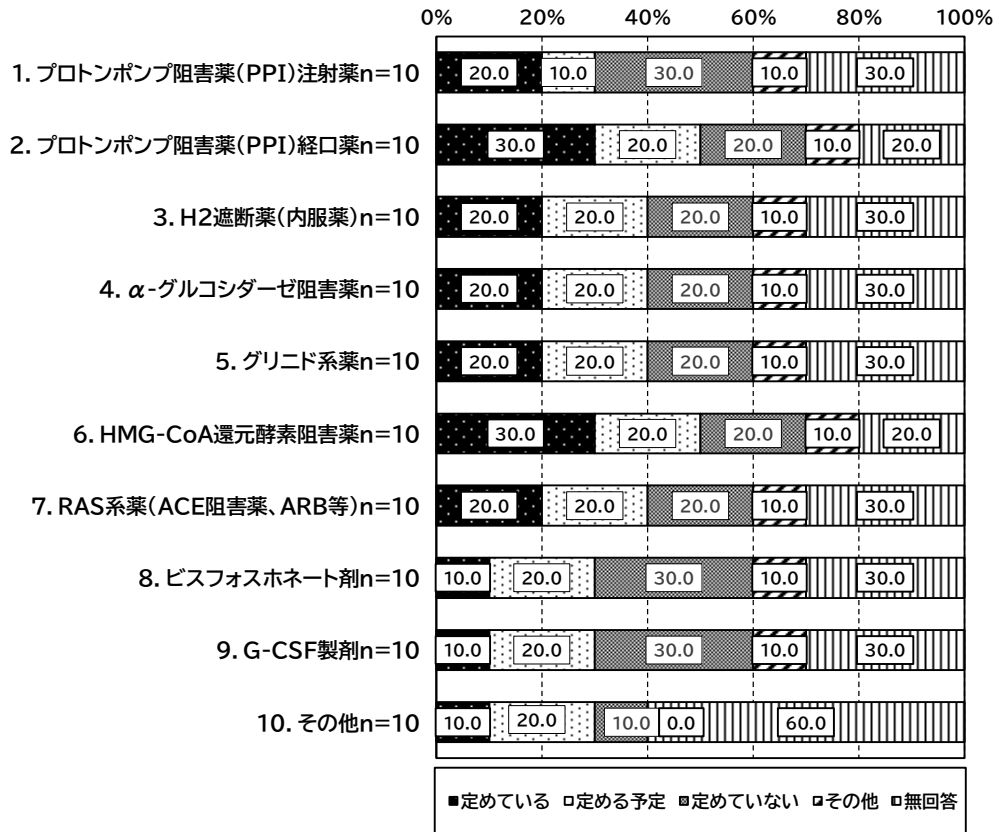 0% 20% 40% 60% 80% 100%
1. プロトンポンプ阻害薬(PPI)注射薬n=10 20.0 10.0 30.0 10.0 30.0
2. プロトンポンプ阻害薬(PPI)経口薬n=10 30.0 20.0 20.0 10.0 20.0
3. H2遮断薬(内服薬)n=10 20.0 20.0 20.0 10.0 30.0
4. α-グルコシダーゼ阻害薬n=10 20.0 20.0 20.0 10.0 30.0
5. グリニド系薬n=10 20.0 20.0 20.0 10.0 30.0
6. HMG-CoA還元酵素阻害薬n=10 30.0 20.0 20.0 10.0 20.0
7. RAS系薬(ACE阻害薬、ARB等)n=10 20.0 20.0 20.0 10.0 30.0
8. ビスフォスホネート剤n=10 10.0 20.0 30.0 10.0 30.0
9. G-CSF製剤n=10 10.0 20.0 30.0 10.0 30.0
10. その他n=10 10.0 20.0 10.0 0.0 60.0
定めている 定める予定 定めていない その他 無回答